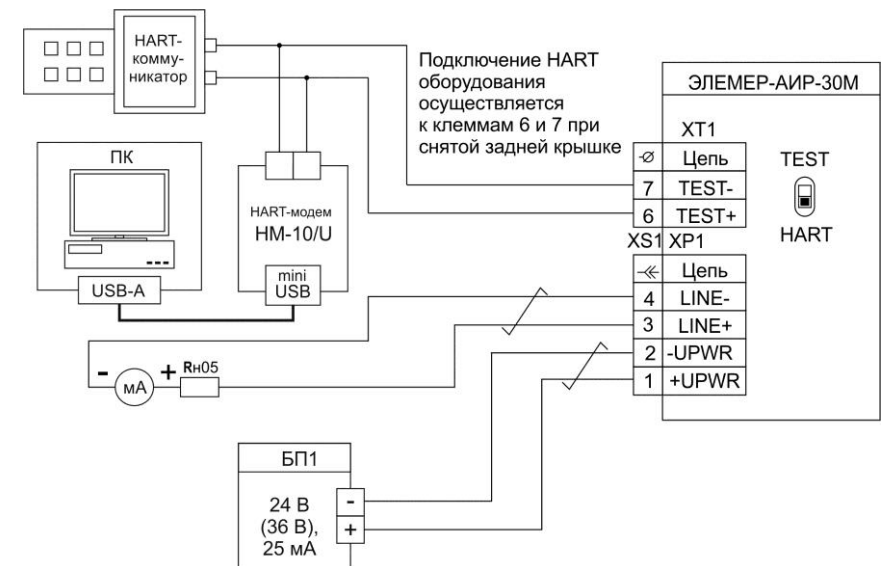 HART-
комму-
никатор
Подключение HART
оборудования
осуществляется
к клеммам 6 и 7 при
снятой задней крышке
ЭЛЕМЕР-АИР-30М
XT1
Цепь
7 TEST-
6 TEST+
TEST
HART
XS1 XP1
Цепь
4 LINE-
3 LINE+
2 -UPWR
1 +UPWR
ПК
USB-A
HART-модем
HM-10/U
mini
USB
- мА + Rн05
БП1
24 В
(36 В),
25 мА
-
+